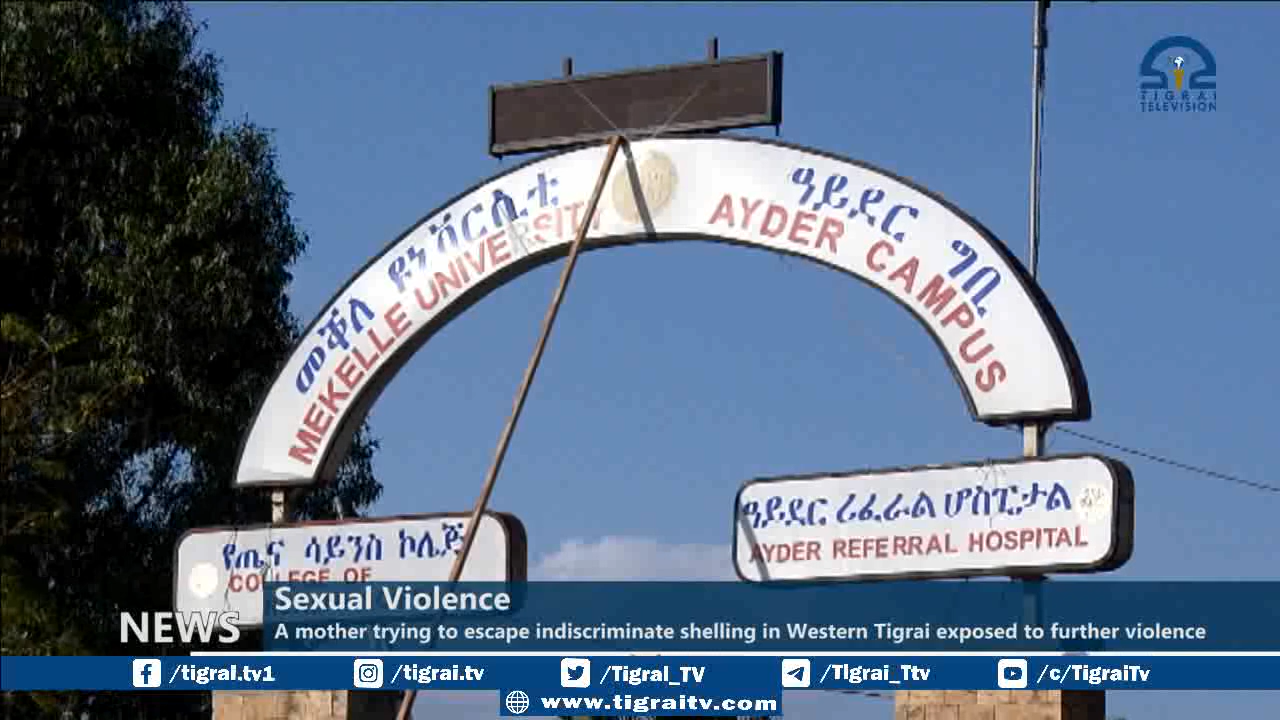 TIGRAI
TELEVISION
መቐለ ዩኒቨርሲቲ
MEKELLE UNIVERSITY
ዓይደር ግቢ
AYDER CAMPUS
የጤና ሳይንስ ኮሌጅ
COLLEGE OF
ዓይደር ሪፈራል ሆስፒታል
AYDER REFERRAL HOSPITAL
NEWS
Sexual Violence
A mother trying to escape indiscriminate shelling in Western Tigrai exposed to further violence
/tigrai.tv1
/tigrai.tv
/Tigrai_TV
/Tigrai_Ttv
/c/TigraiTv
www.tigraitv.com